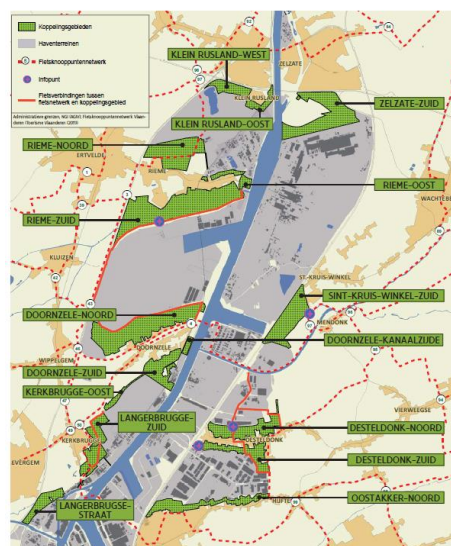 Koppelingsgebieden
Haventerreinen
Fietsknooppuntennetwerk
Infopunt
Fietsverbindingen tussen
fietsnetwerk en koppelingsgebied
KLEIN RUSLAND-WEST
ZELZATE
KLEIN RUSLAND
ZELZATE-ZUID
KLEIN RUSLAND-OOST
RIEME-NOORD
ERTVELDE
RIEME
RIEME-OOST
RIEME-ZUID
KLUIZEN
ST.-KRUIS-WINKEL
SINT-KRUIS-WINKEL-ZUID
DOORNZELE-NOORD
MENDONK
DOORNZELE
DOORNZELE-KANAALZIJDE
WIPPELGEM
DOORNZELE-ZUID
KERKBRUGGE-OOST
LANGERBRUGGE-
ZUID
VIERWEEGSE
KERKBRUGGE
DESTELDONK-NOORD
DESTELDONK
EVERGEM
DESTELDONK-ZUID
OOSTAKKER-NOORD
LANGERBRUGSE-
STRAAT